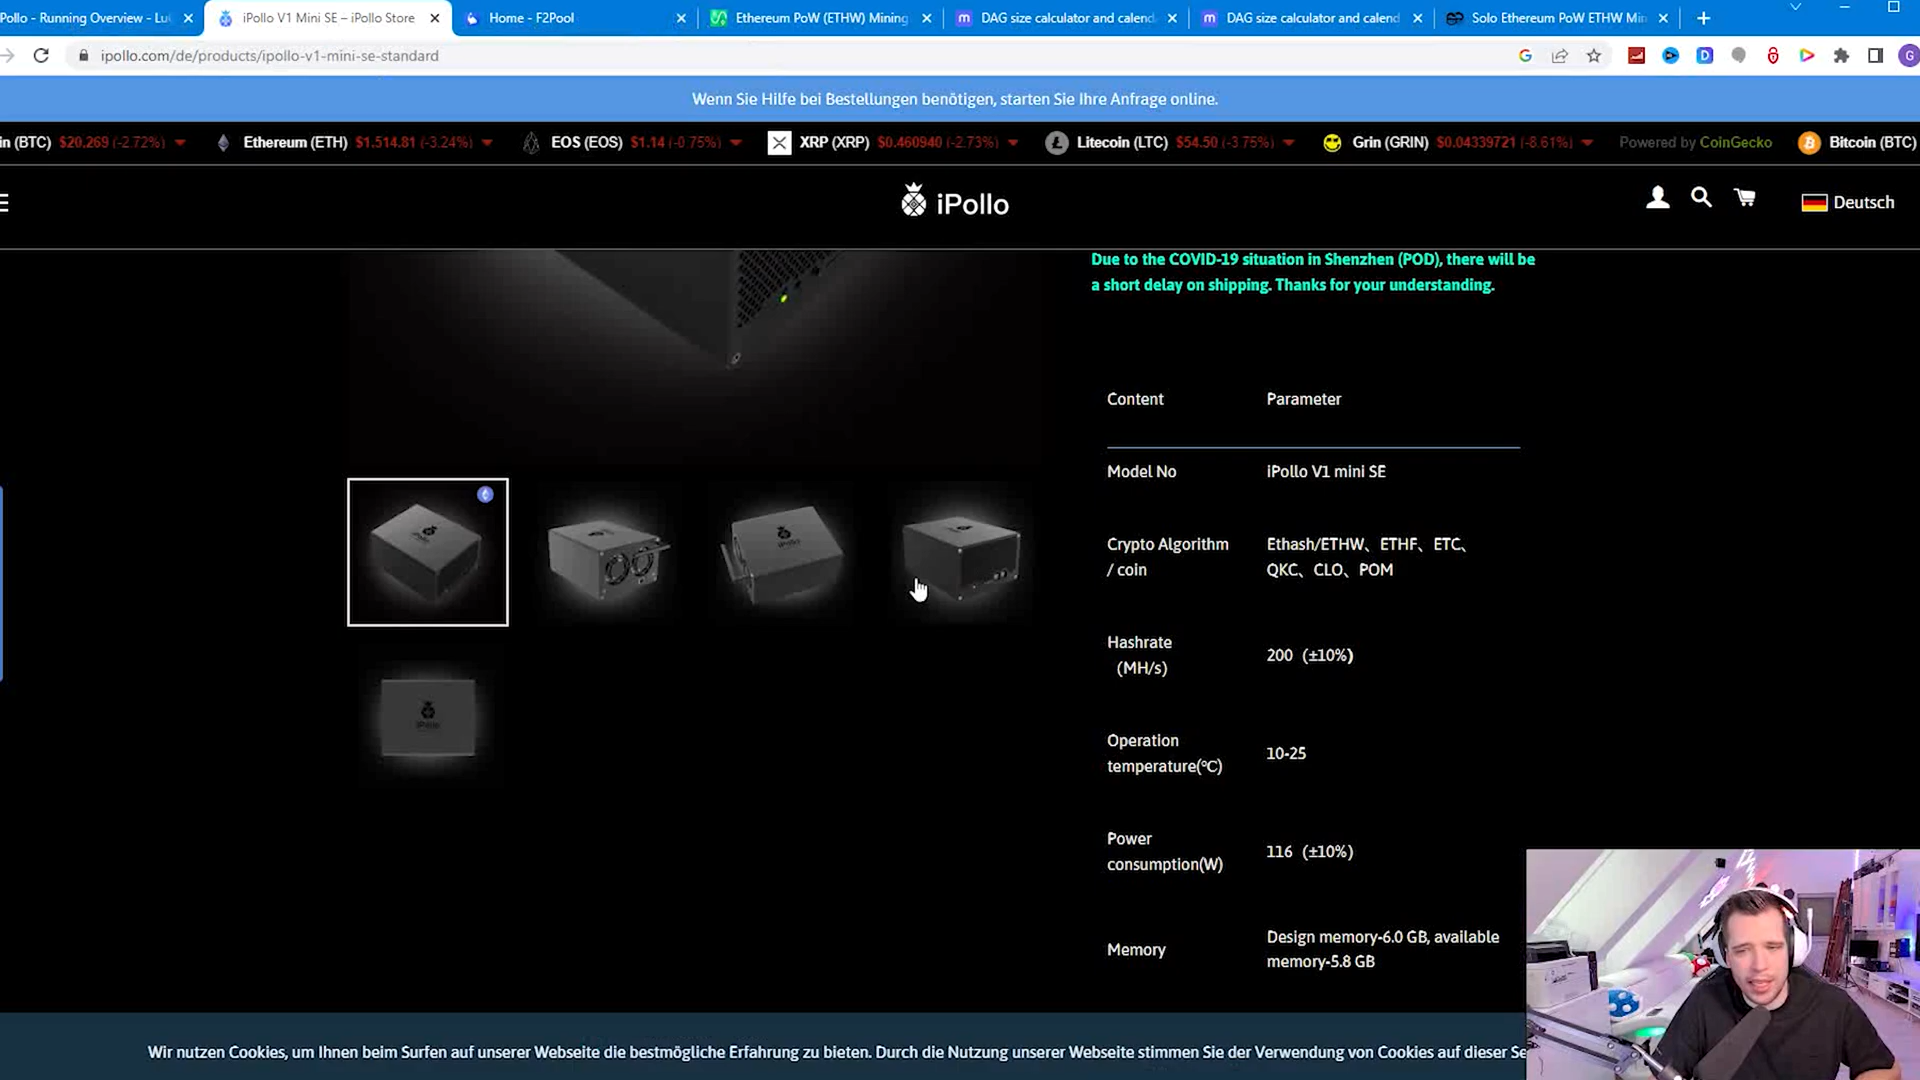 Pollo - Running Overview - Lu
iPollo V1 Mini SE – iPollo Store
Home - F2Pool
Ethereum PoW (ETHW) Mining
DAG size calculator and calend
DAG size calculator and calend
Solo Ethereum PoW ETHW Min
ipollo.com/de/products/ipollo-v1-mini-se-standard
Wenn Sie Hilfe bei Bestellungen benötigen, starten Sie Ihre Anfrage online.
in (BTC) $20,269 (-2.72%) Ethereum (ETH) $1,514.81 (-3.24%) EOS (EOS) $1.14 (-0.75%) XRP (XRP) $0.460940 (-2.73%) Litecoin (LTC) $54.50 (-3.75%) Grin (GRIN) $0.04339721 (-8.61%) Powered by CoinGecko Bitcoin (BTC)
iPollo
Deutsch
Due to the COVID-19 situation in Shenzhen (POD), there will be
a short delay on shipping. Thanks for your understanding.
Content Parameter
Model No iPollo V1 mini SE
Crypto Algorithm
/ coin
Ethash/ETHW、ETHF、ETC、
QKC、CLO、POM
Hashrate
(MH/s)
200 (±10%)
Operation
temperature(℃)
10-25
Power
consumption(W)
116 (±10%)
Memory
Design memory-6.0 GB, available
memory-5.8 GB
Wir nutzen Cookies, um Ihnen beim Surfen auf unserer Webseite die bestmögliche Erfahrung zu bieten. Durch die Nutzung unserer Webseite stimmen Sie der Verwendung von Cookies auf dieser Se